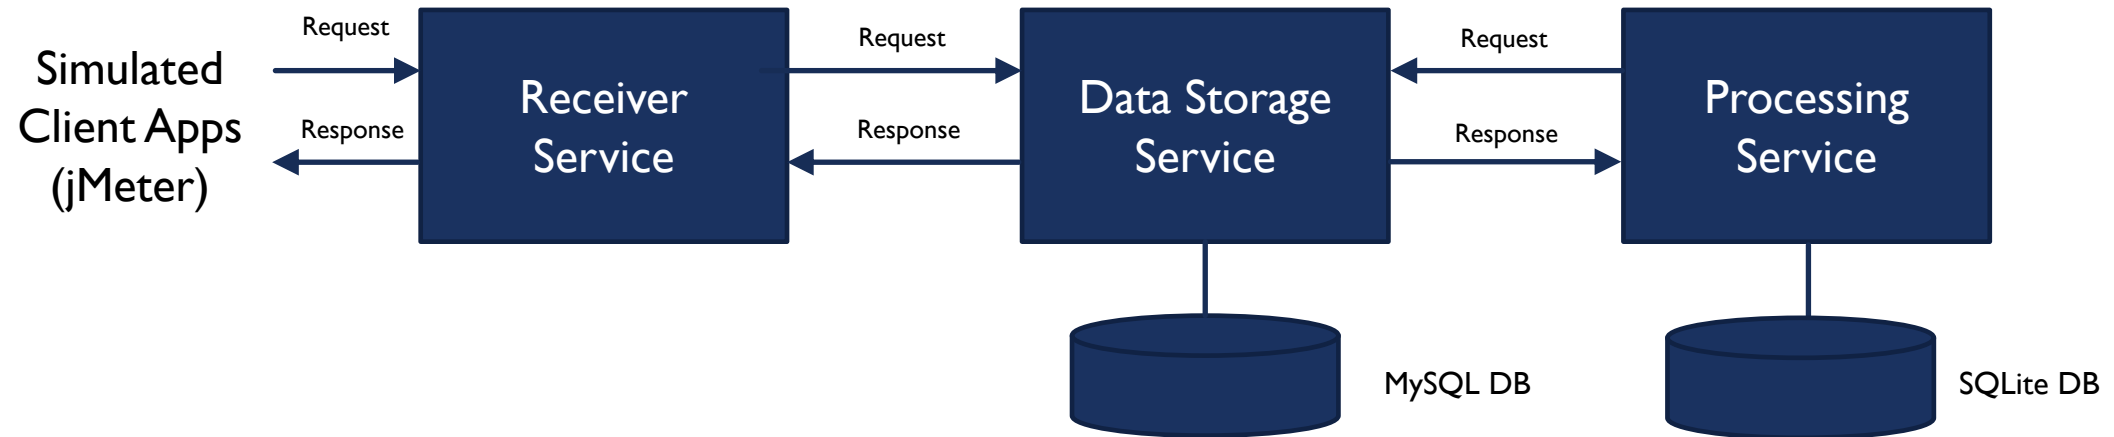 Simulated
Client Apps
(jMeter)
Request
Response
Receiver
Service
Request
Response
Data Storage
Service
Request
Response
Processing
Service
MySQL DB
SQLite DB